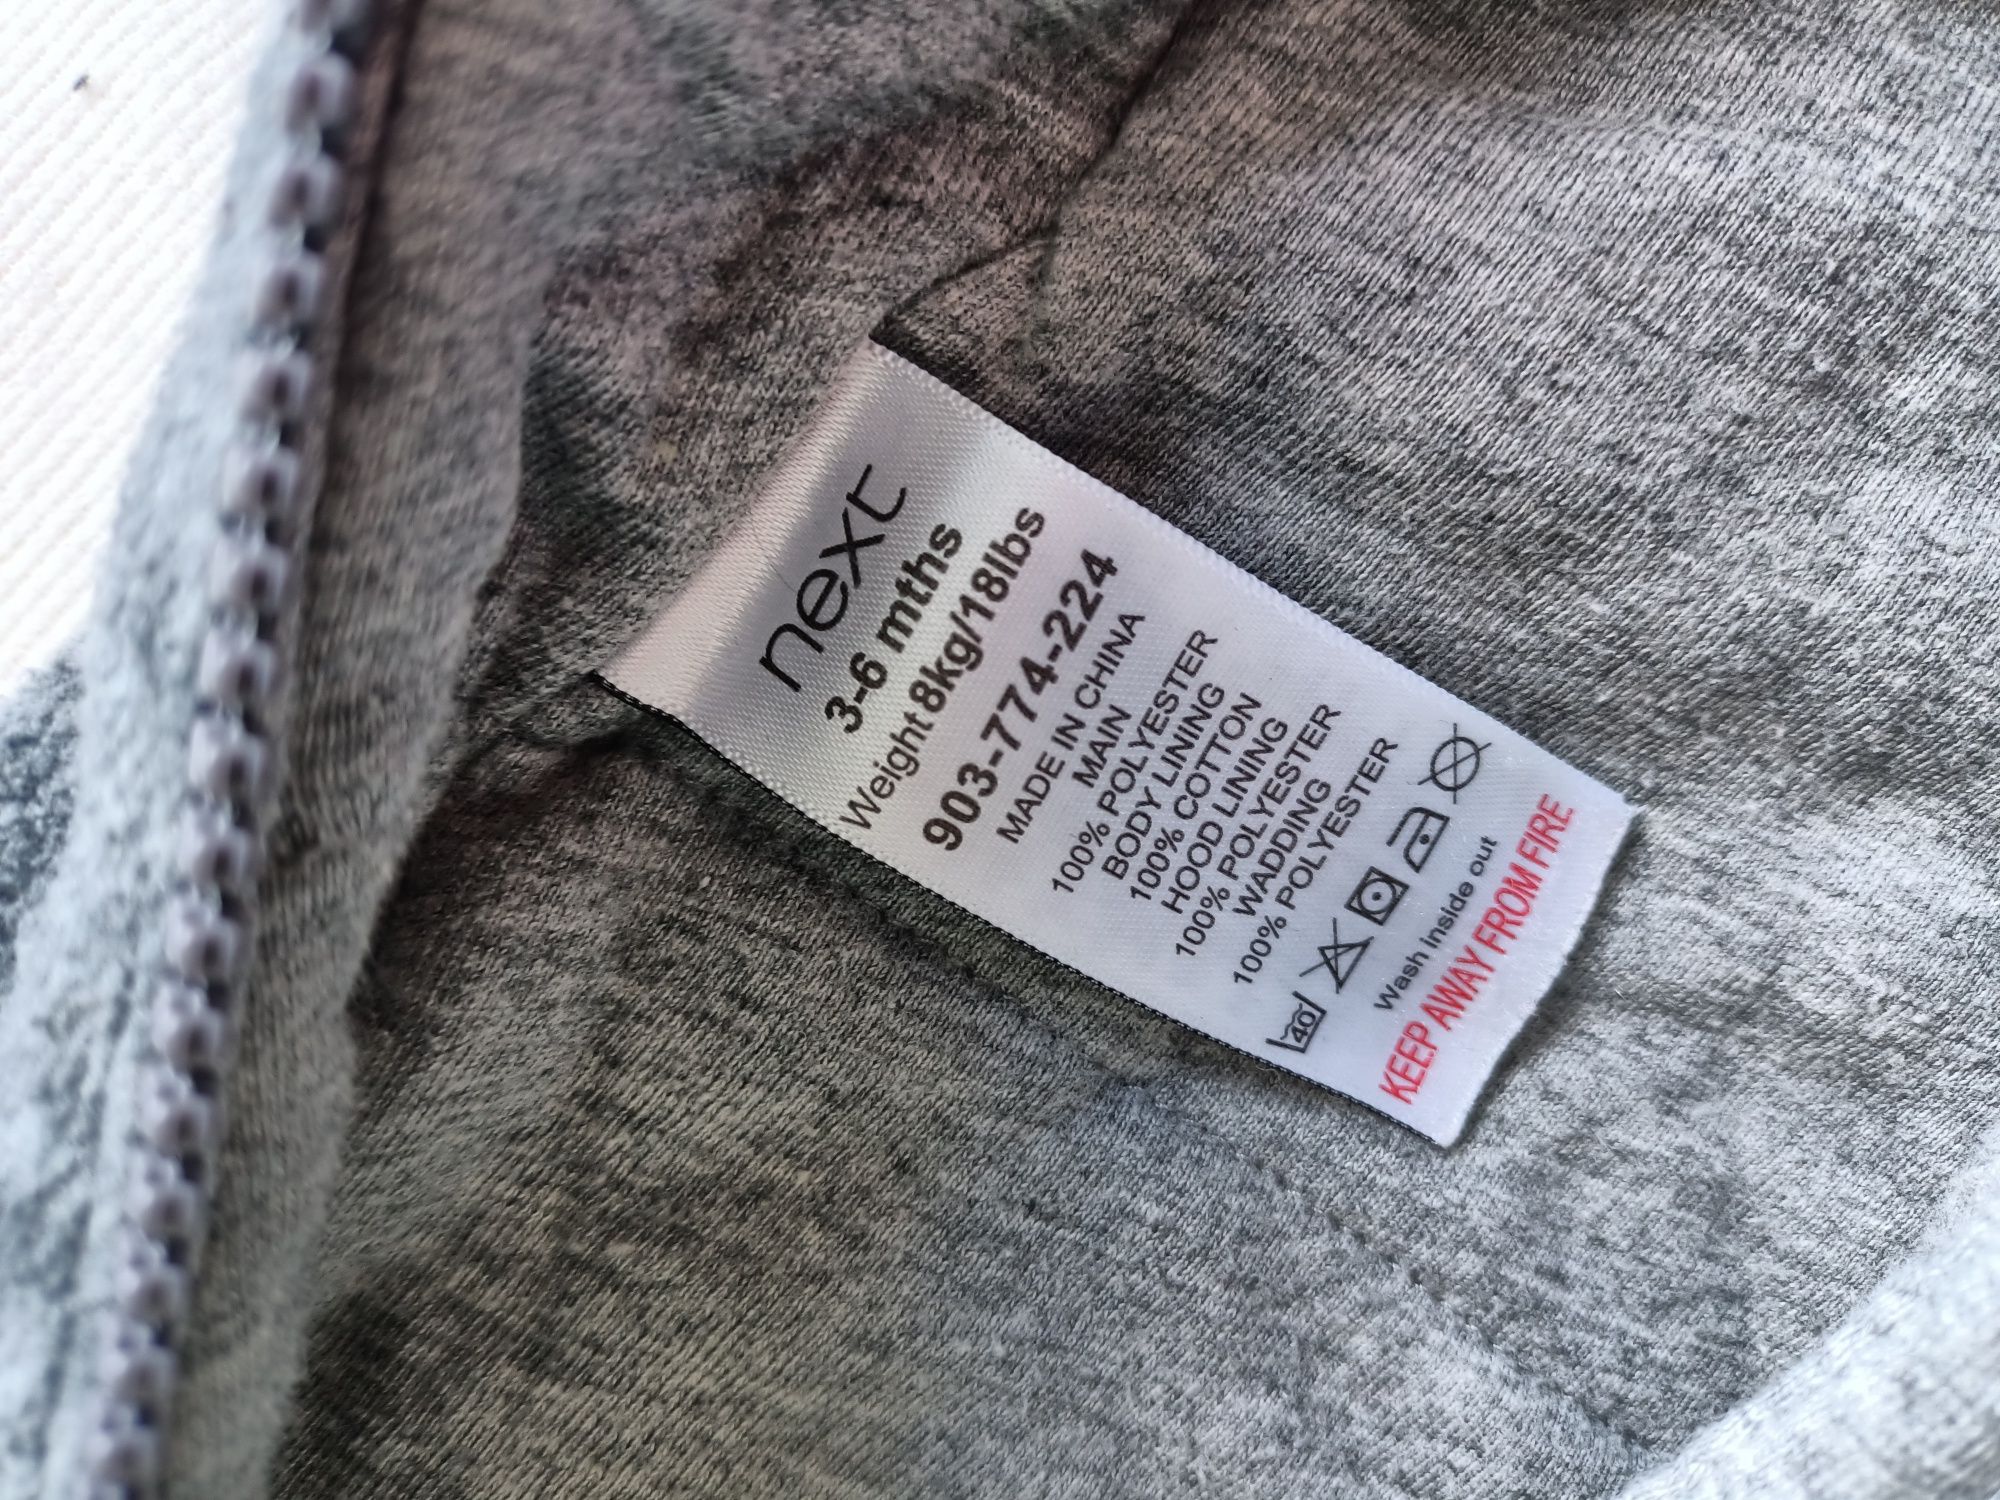 next
3-6 mths
Weight 8kg/18lbs
903-774-224
MADE IN CHINA
MAIN
100% POLYESTER
BODY LINING
100% COTTON
HOOD LINING
100% POLYESTER
WADDING
100% POLYESTER
40
Wash inside out
KEEP AWAY FROM FIRE